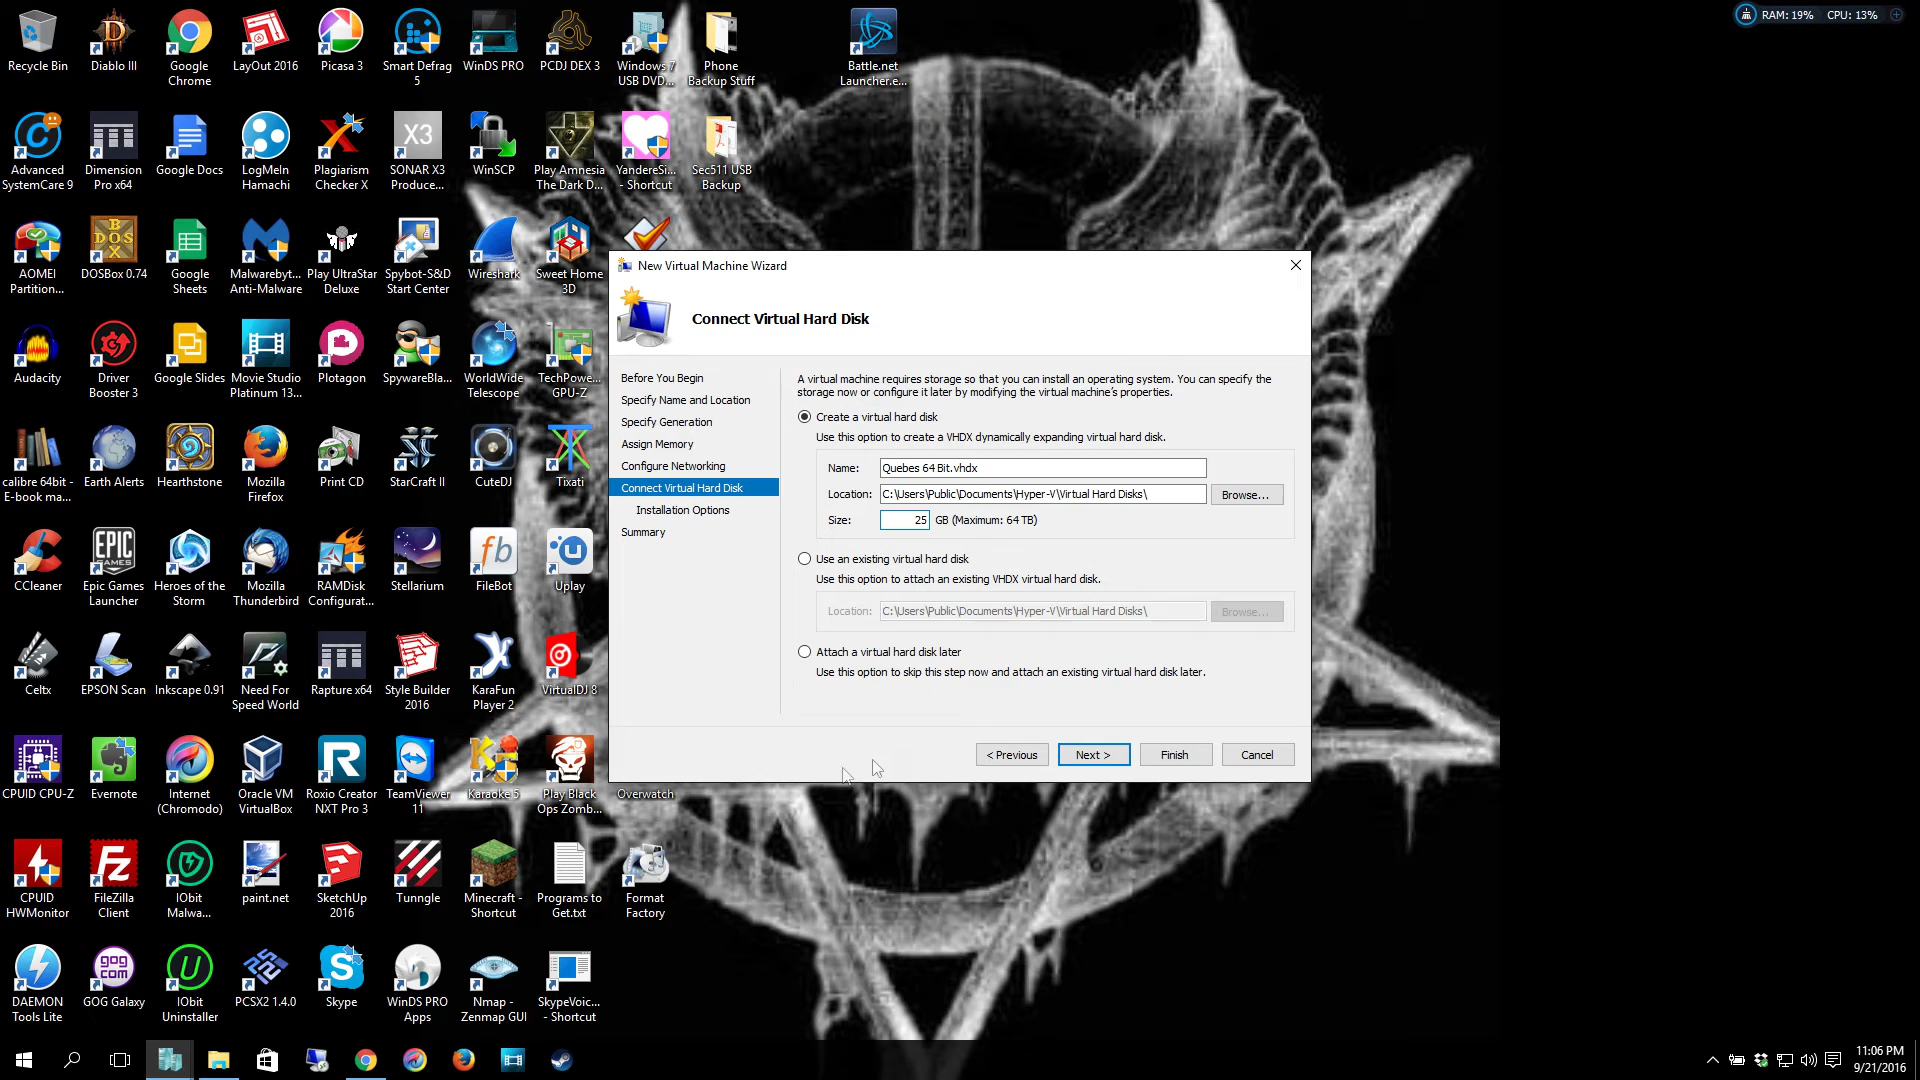 RAM: 19% CPU: 13%
Recycle Bin
Diablo III
Google
Chrome
LayOut 2016
Picasa 3
Smart Defrag
5
WinDS PRO
PCDJ DEX 3
Windows 7
USB DVD...
Phone
Backup Stuff
Battle.net
Launcher.e...
Advanced
SystemCare 9
Dimension
Pro x64
Google Docs
LogMeIn
Hamachi
Plagiarism
Checker X
X3
SONAR X3
Produce...
WinSCP
Play Amnesia
The Dark D...
YandereSi...
- Shortcut
Sec511 USB
Backup
AOMEI
Partition...
DOS
BOX
DOSBox 0.74
Google
Sheets
Malwarebyt...
Anti-Malware
Play UltraStar
Deluxe
Spybot-S&D
Start Center
Wireshark
Sweet Home
3D
Audacity
Driver
Booster 3
Google Slides
Movie Studio
Platinum 13...
Plotagon
SpywareBla...
WorldWide
Telescope
TechPowe...
GPU-Z
calibre 64bit -
E-book ma...
Earth Alerts
Hearthstone
Mozilla
Firefox
Print CD
StarCraft II
CuteDJ
Tixati
CCleaner
EPIC
GAMES
Epic Games
Launcher
Heroes of the
Storm
Mozilla
Thunderbird
RAMDisk
Configurat...
Stellarium
fb
FileBot
Uplay
Celtx
EPSON Scan
Inkscape 0.91
Need For
Speed World
Rapture x64
Style Builder
2016
KaraFun
Player 2
VirtualDJ 8
CPUID CPU-Z
Evernote
Internet
(Chromodo)
Oracle VM
VirtualBox
R
Roxio Creator
NXT Pro 3
TeamViewer
11
Karaoke 5
Play Black
Ops Zomb...
Overwatch
CPUID
HWMonitor
Fz
FileZilla
Client
IObit
Malwa...
paint.net
SketchUp
2016
Tunngle
Minecraft -
Shortcut
Programs to
Get.txt
Format
Factory
DAEMON
Tools Lite
gog
com
GOG Galaxy
U
IObit
Uninstaller
PCSX2 1.4.0
S
Skype
WinDS PRO
Apps
Nmap -
Zenmap GUI
SkypeVoic...
- Shortcut
New Virtual Machine Wizard
Connect Virtual Hard Disk
Before You Begin
Specify Name and Location
Specify Generation
Assign Memory
Configure Networking
Connect Virtual Hard Disk
Installation Options
Summary
A virtual machine requires storage so that you can install an operating system. You can specify the
storage now or configure it later by modifying the virtual machine's properties.
Create a virtual hard disk
Use this option to create a VHDX dynamically expanding virtual hard disk.
Name: Quebes 64 Bit.vhdx
Location: C:\Users\Public\Documents\Hyper-V\Virtual Hard Disks\ Browse...
Size: 25 GB (Maximum: 64 TB)
Use an existing virtual hard disk
Use this option to attach an existing VHDX virtual hard disk.
Location: C:\Users\Public\Documents\Hyper-V\Virtual Hard Disks\ Browse...
Attach a virtual hard disk later
Use this option to skip this step now and attach an existing virtual hard disk later.
< Previous Next > Finish Cancel
11:06 PM
9/21/2016